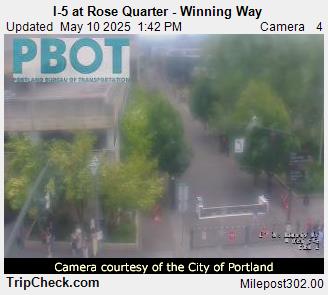 I-5 at Rose Quarter - Winning Way
Updated May 10 2025 1:42 PM Camera 4
PBOT
PORTLAND BUREAU OF TRANSPORTATION
Camera courtesy of the City of Portland
TripCheck.com Milepost302.00